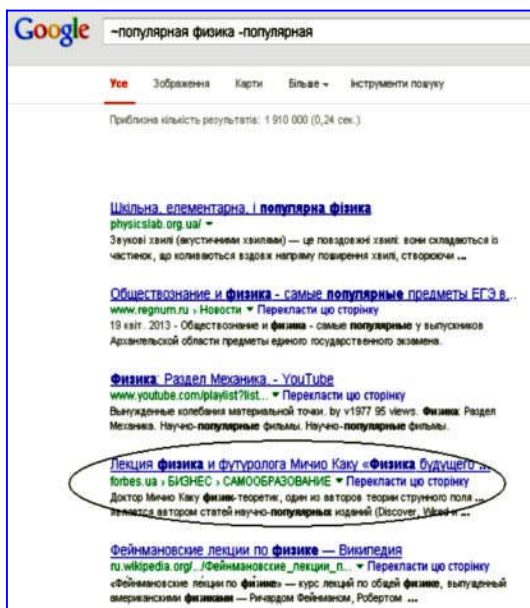 Google ~популярная физика -популярная
Усе Зображення Карти Більше Інструменти пошуку
Приблизна кількість результатів: 1 910 000 (0,24 сек.)
Шкільна, елементарна, і популярна фізика
physicslab.org.ua/
Звукові хвилі (акустичними хвилями) — це повздовжні хвилі: вони складаються із
частинок, що коливаються вздовж напряму поширення хвилі, створюючи ...
Обществознание и физика - самые популярные предметы ЕГЭ в...
www.regnum.ru › Новости Перекласти цю сторінку
19 квіт. 2013 - Обществознание и физика - самые популярные у выпускников
Архангельской области предметы единого государственного экзамена.
Физика: Раздел Механика. - YouTube
www.youtube.com/playlist?list... Перекласти цю сторінку
Вынужденные колебания материальной точки. by v1977 95 views. Физика: Раздел
Механика. Научно-популярные фильмы. Научно-популярные фильмы.
Лекция физика и футуролога Мичио Каку «Физика будущего ...
forbes.ua › БИЗНЕС › САМООБРАЗОВАНИЕ Перекласти цю сторінку
Доктор Мичио Каку физик-теоретик, один из авторов теории струнного поля ...
является автором статей научно-популярных изданий (Discover, Wired и ...
Фейнмановские лекции по физике — Википедия
ru.wikipedia.org/.../Фейнмановские_лекции_п... Перекласти цю сторінку
«Фейнмановские лекции по физике» — курс лекций по общей физике, выпущенный
американскими физиками — Ричардом Фейнманом, Робертом ...